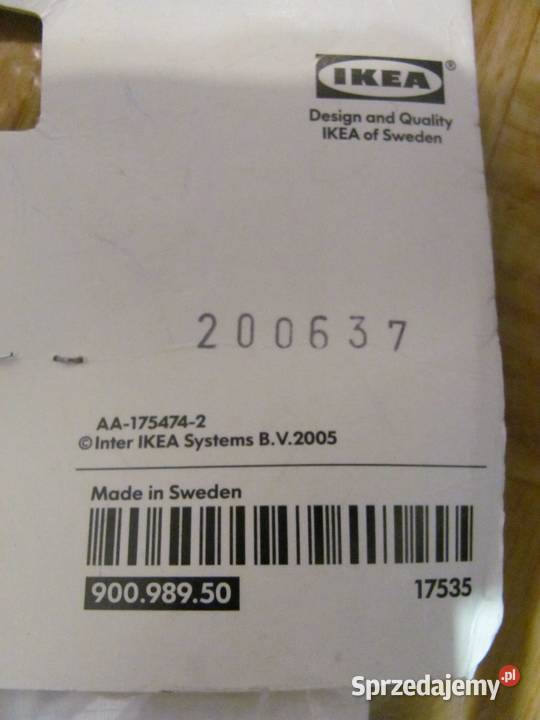 IKEA®
Design and Quality
IKEA of Sweden
200637
AA-175474-2
©Inter IKEA Systems B.V.2005
Made in Sweden
900.989.50 17535
Sprzedajemy.pl